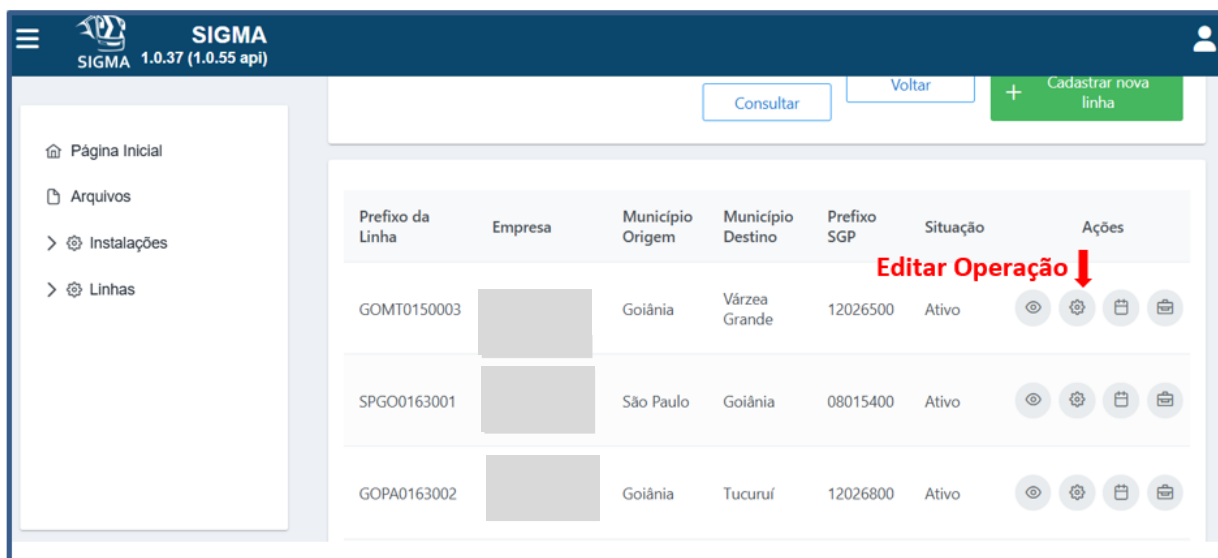 SIGMA
SIGMA 1.0.37 (1.0.55 api)
Consultar
Voltar
+ Cadastrar nova
linha
Página Inicial
Arquivos
Instalações
Linhas
Prefixo da
Linha
Empresa
Município
Origem
Município
Destino
Prefixo
SGP
Situação
Ações
Editar Operação
GOMT0150003
Goiânia
Várzea
Grande
12026500
Ativo
SPGO0163001
São Paulo
Goiânia
08015400
Ativo
GOPA0163002
Goiânia
Tucuruí
12026800
Ativo